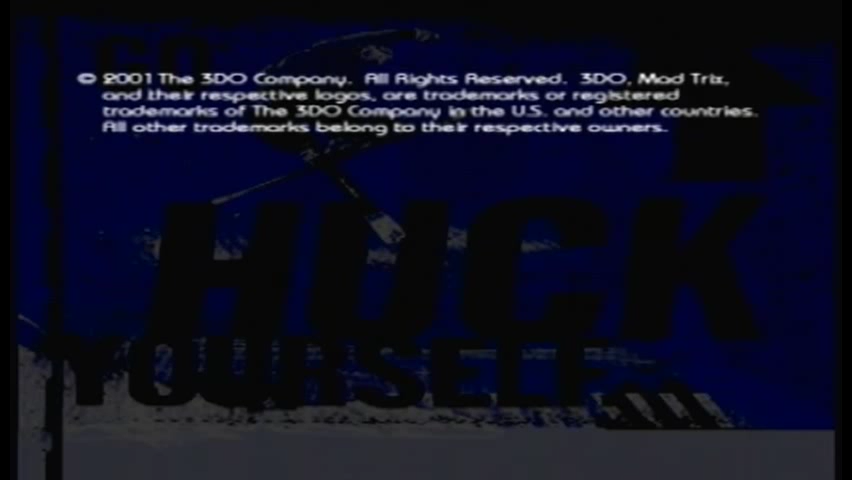 © 2001 The 3DO Company. All Rights Reserved. 3DO, Mad Trix,
and their respective logos, are trademarks or registered
trademarks of The 3DO Company in the U.S. and other countries.
All other trademarks belong to their respective owners.
GO
HUCK
YOURSELF...